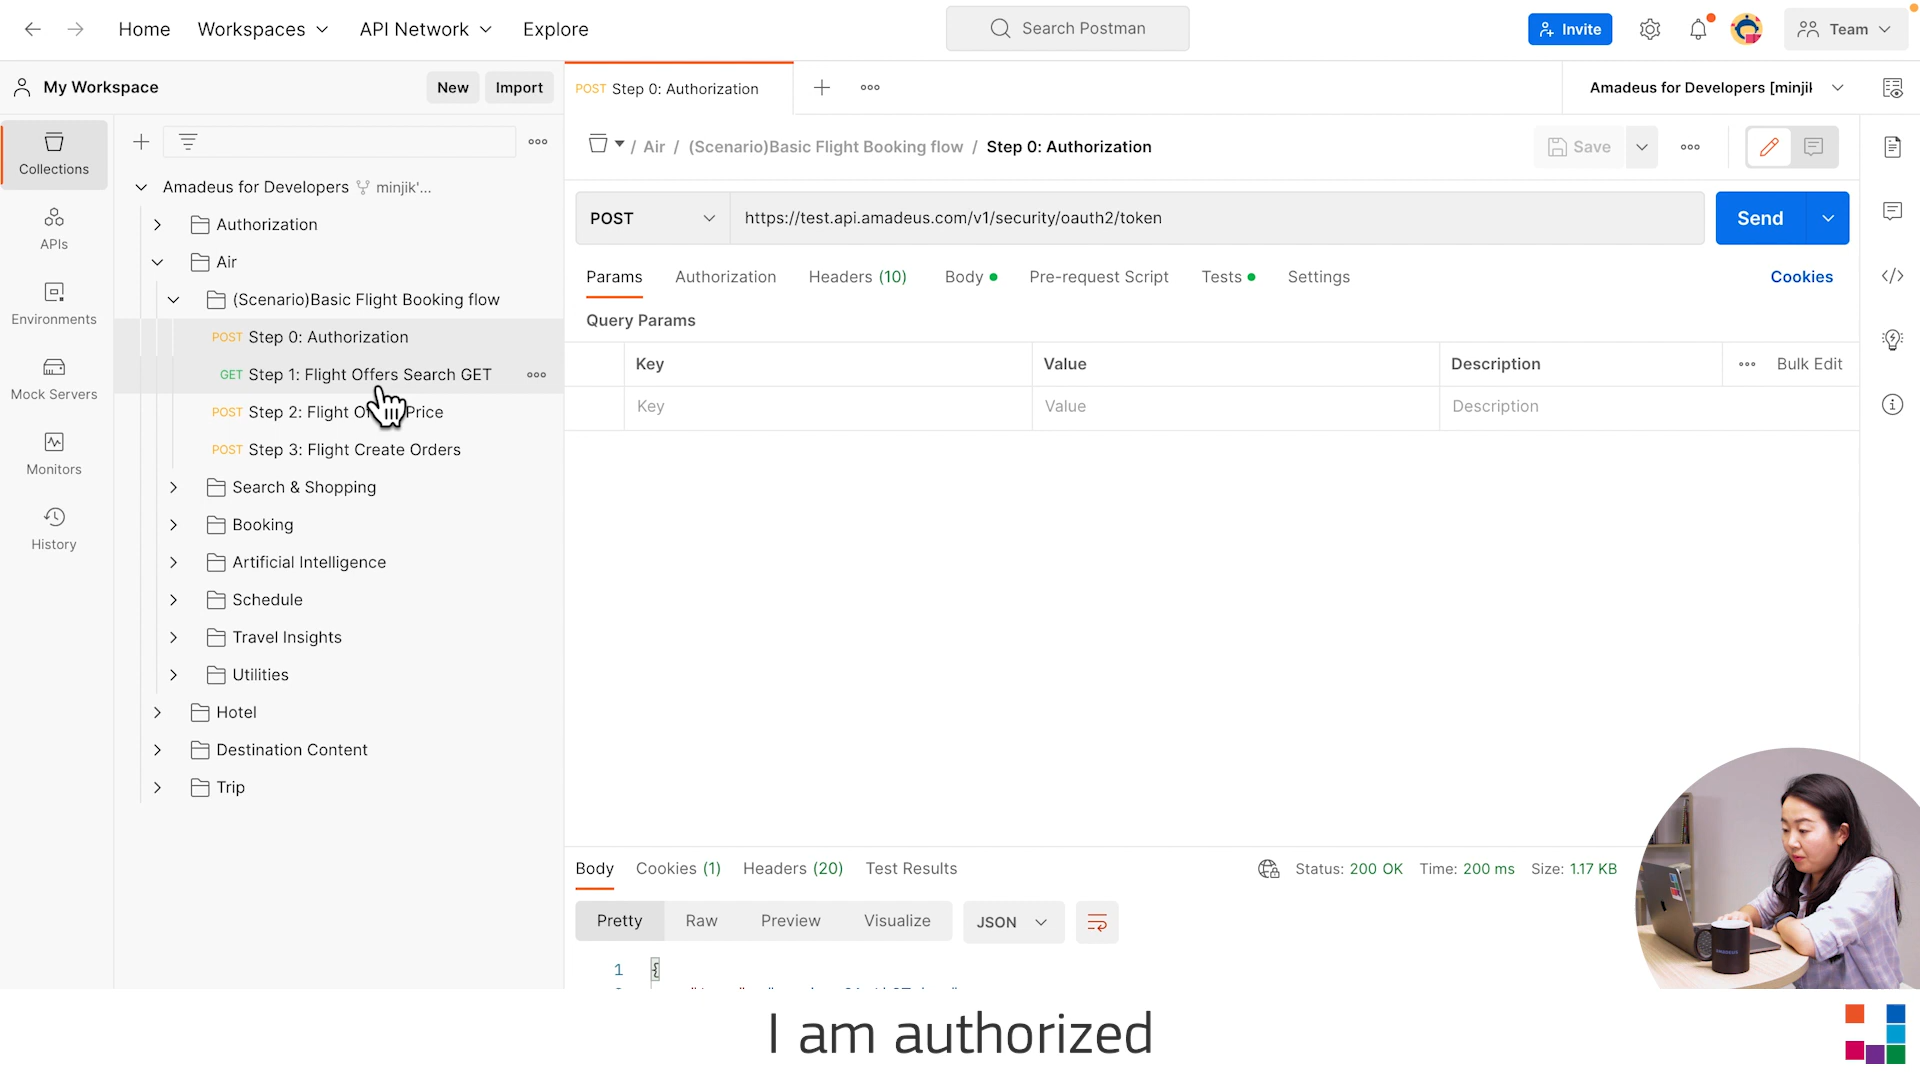 Home
Workspaces
API Network
Explore
Search Postman
Invite
Team
My Workspace
New
Import
POST Step 0: Authorization
Amadeus for Developers [minjil
Collections
APIs
Environments
Mock Servers
Monitors
History
Amadeus for Developers minjik'...
Authorization
Air
(Scenario)Basic Flight Booking flow
POST Step 0: Authorization
GET Step 1: Flight Offers Search GET
POST Step 2: Flight Of Price
POST Step 3: Flight Create Orders
Search & Shopping
Booking
Artificial Intelligence
Schedule
Travel Insights
Utilities
Hotel
Destination Content
Trip
/ Air / (Scenario)Basic Flight Booking flow / Step 0: Authorization
Save
POST
https://test.api.amadeus.com/v1/security/oauth2/token
Send
Params
Authorization
Headers (10)
Body
Pre-request Script
Tests
Settings
Cookies
Query Params
Key
Value
Description
Bulk Edit
Key
Value
Description
Body
Cookies (1)
Headers (20)
Test Results
Status: 200 OK
Time: 200 ms
Size: 1.17 KB
Pretty
Raw
Preview
Visualize
JSON
1 {
I am authorized